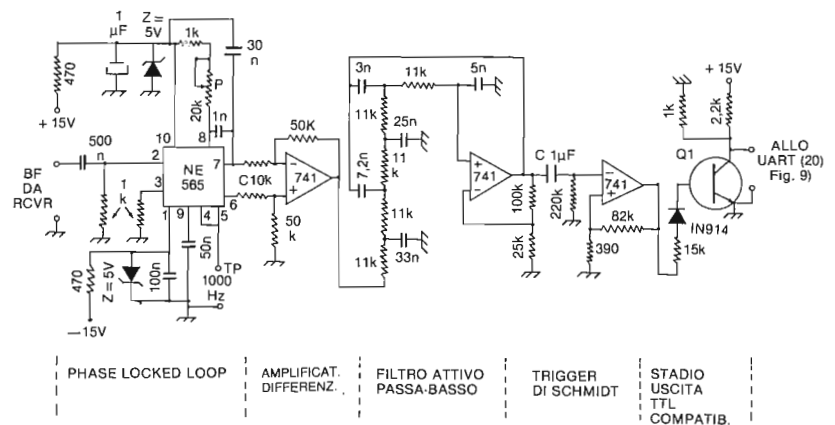 1
µF
Z =
5V
1k
30
n
470
+ 15V
P
20k
1n
500
n
10
8
2
7
NE
565
3
6
1
9
4
5
BF
DA
RCVR
1
k
470
Z = 5V
100n
50n
TP
1000
Hz
— 15V
50K
C10k
741
50
k
3n
11k
5n
11k
25n
11
k
7,2n
11k
33n
11k
741
100k
25k
C 1µF
220k
741
82k
390
+ 15V
1k
2,2k
Q1
IN914
15k
ALLO
UART (20)
Fig. 9)
PHASE LOCKED LOOP
AMPLIFICAT.
DIFFERENZ.
FILTRO ATTIVO
PASSA-BASSO
TRIGGER
DI SCHMIDT
STADIO
USCITA
TTL
COMPATIB.